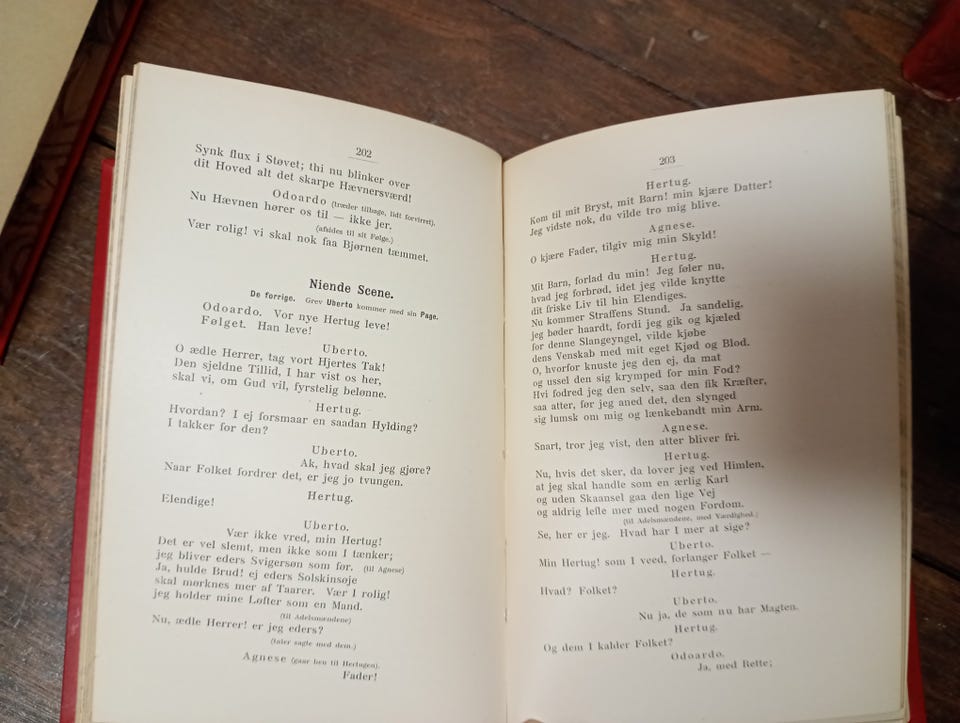 202
Synk flux i Støvet; thi nu blinker over
dit Hoved alt det skarpe Hævnersværd!
Odoardo (træder tilbage, lidt forvirret).
Nu Hævnen hører os til — ikke jer.
(afsides til sit Følge.)
Vær rolig! vi skal nok faa Bjørnen tæmmet.
Niende Scene.
De forrige. Grev Uberto kommer med sin Page.
Odoardo. Vor nye Hertug leve!
Følget. Han leve!
Uberto.
O ædle Herrer, tag vort Hjertes Tak!
Den sjeldne Tillid, I har vist os her,
skal vi, om Gud vil, fyrstelig belønne.
Hertug.
Hvordan? I ej forsmaar en saadan Hylding?
I takker for den?
Uberto.
Ak, hvad skal jeg gjøre?
Naar Folket fordrer det, er jeg jo tvungen.
Hertug.
Elendige!
Uberto.
Vær ikke vred, min Hertug!
Det er vel slemt, men ikke som I tænker;
jeg bliver eders Svigersøn som før. (til Agnese)
Ja, hulde Brud! ej eders Solskinsøje
skal mørknes mer af Taarer. Vær I rolig!
jeg holder mine Løfter som en Mand.
(til Adelsmændene)
Nu, ædle Herrer! er jeg eders?
(taler sagte med dem.)
Agnese (gaar hen til Hertugen).
Fader!
203
Hertug.
Kom til mit Bryst, mit Barn! min kjære Datter!
Jeg vidste nok, du vilde tro mig blive.
Agnese.
O kjære Fader, tilgiv mig min Skyld!
Hertug.
Mit Barn, forlad du min! Jeg føler nu,
hvad jeg forbrød, idet jeg vilde knytte
dit friske Liv til hin Elendiges.
Nu kommer Straffens Stund. Ja sandelig,
jeg bøder haardt, fordi jeg gik og kjæled
for denne Slangeyngel, vilde kjøbe
dens Venskab med mit eget Kjød og Blod.
O, hvorfor knuste jeg den ej, da mat
og ussel den sig krymped for min Fod?
Hvi fodred jeg den selv, saa den fik Kræfter,
saa atter, før jeg aned det, den slynged
sig lumsk om mig og lænkebandt min Arm.
Agnese.
Snart, tror jeg vist, den atter bliver fri.
Hertug.
Nu, hvis det sker, da lover jeg ved Himlen,
at jeg skal handle som en ærlig Karl
og uden Skaansel gaa den lige Vej
og aldrig lefle mer med nogen Fordom.
(til Adelsmændene, med Værdighed.)
Se, her er jeg. Hvad har I mer at sige?
Uberto.
Min Hertug! som I veed, forlanger Folket —
Hertug.
Hvad? Folket?
Uberto.
Nu ja, de som nu har Magten.
Hertug.
Og dem I kalder Folket?
Odoardo.
Ja, med Rette;